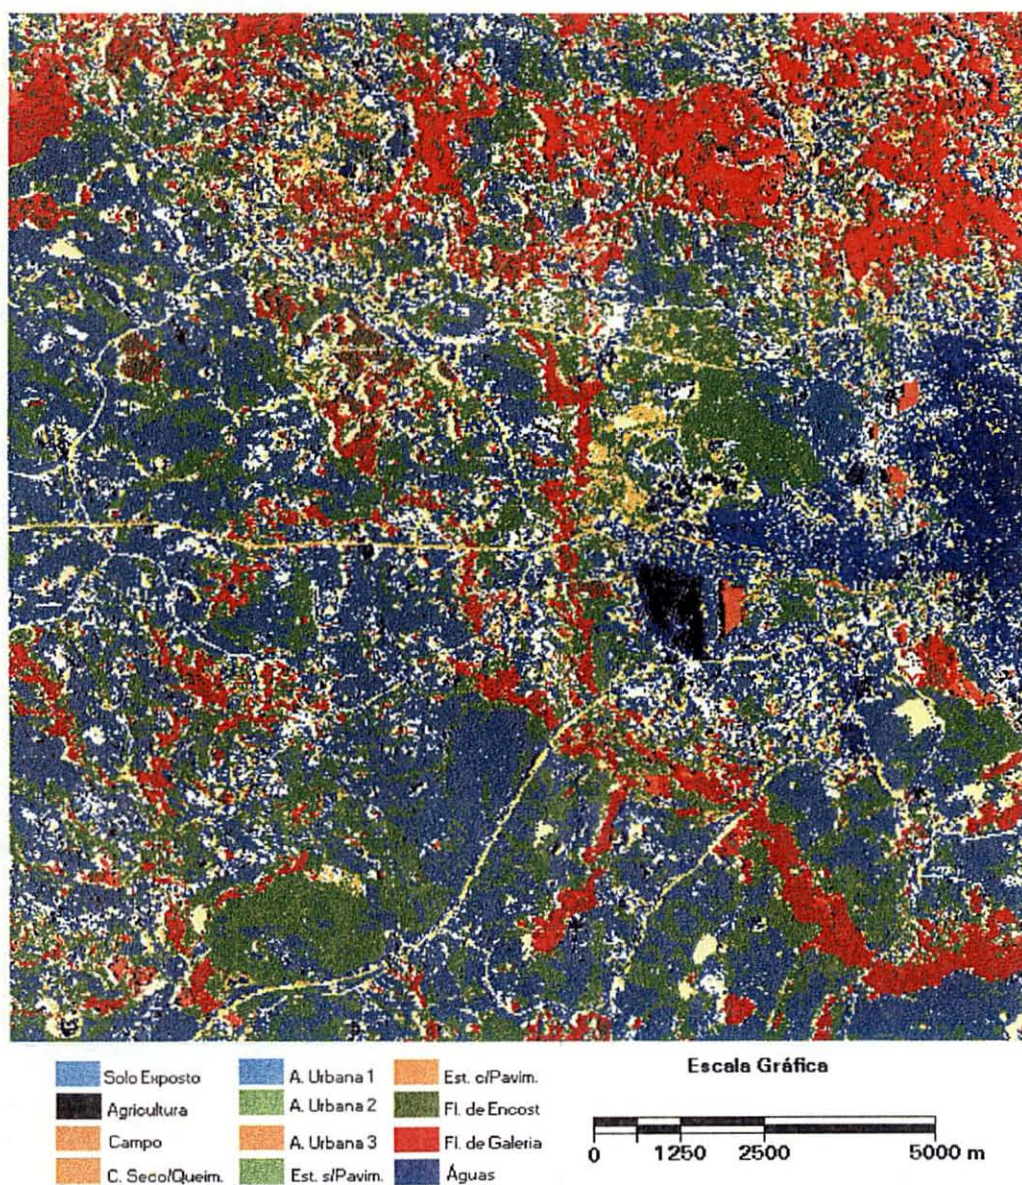 Solo Exposto
Agricultura
Campo
C. Seco/Queim.
A. Urbana 1
A. Urbana 2
A. Urbana 3
Est. s/Pavim.
Est. c/Pavim.
Fl. de Encost
Fl. de Galeria
Águas
Escala Gráfica
0 1250 2500 5000 m